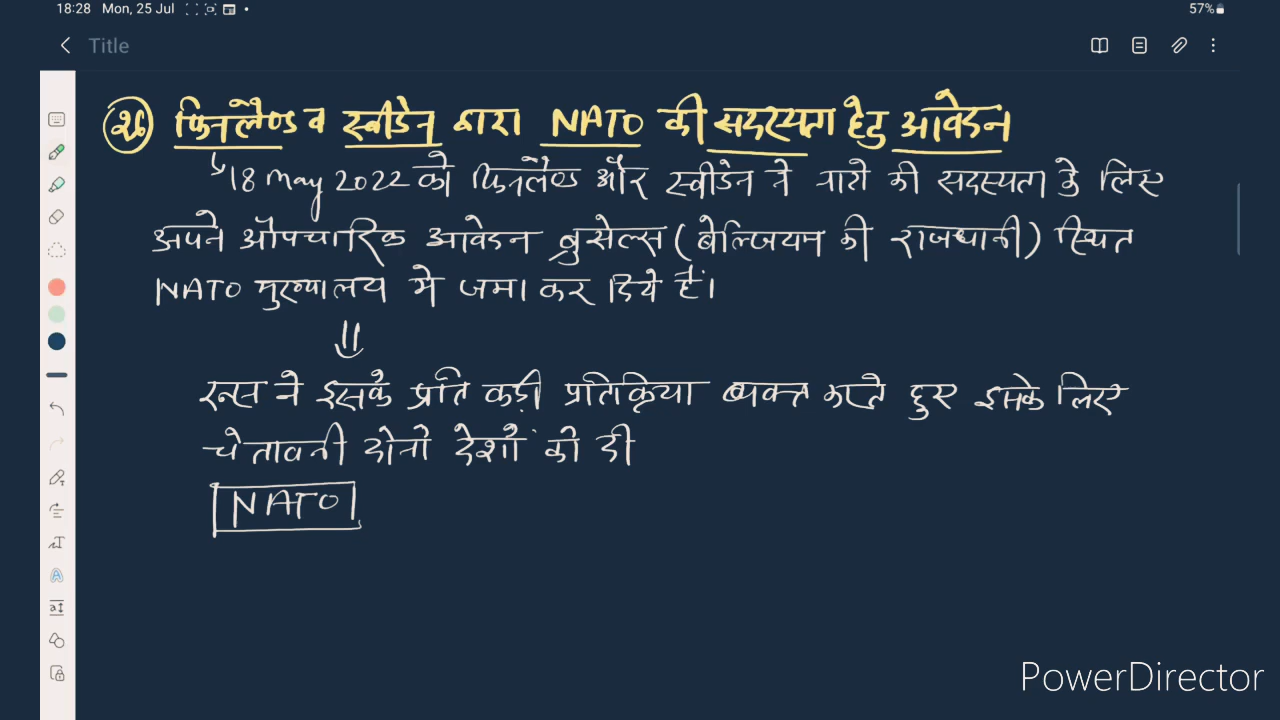 18:28 Mon, 25 Jul
57%
Title
26 फिनलैण्ड व स्वीडेन द्वारा NATO की सदस्यता हेतु आवेदन
18 May 2022 को फिनलैण्ड और स्वीडेन ने नाटो की सदस्यता के लिए
अपने औपचारिक आवेदन ब्रुसेल्स (बेल्जियम की राजधानी) स्थित
NATO मुख्यालय मे जमा कर दिये हैं।
रूस ने इसके प्रति कड़ी प्रतिक्रिया व्यक्त करते हुए इसके लिए
चेतावनी दोनो देशों को दी
NATO
PowerDirector